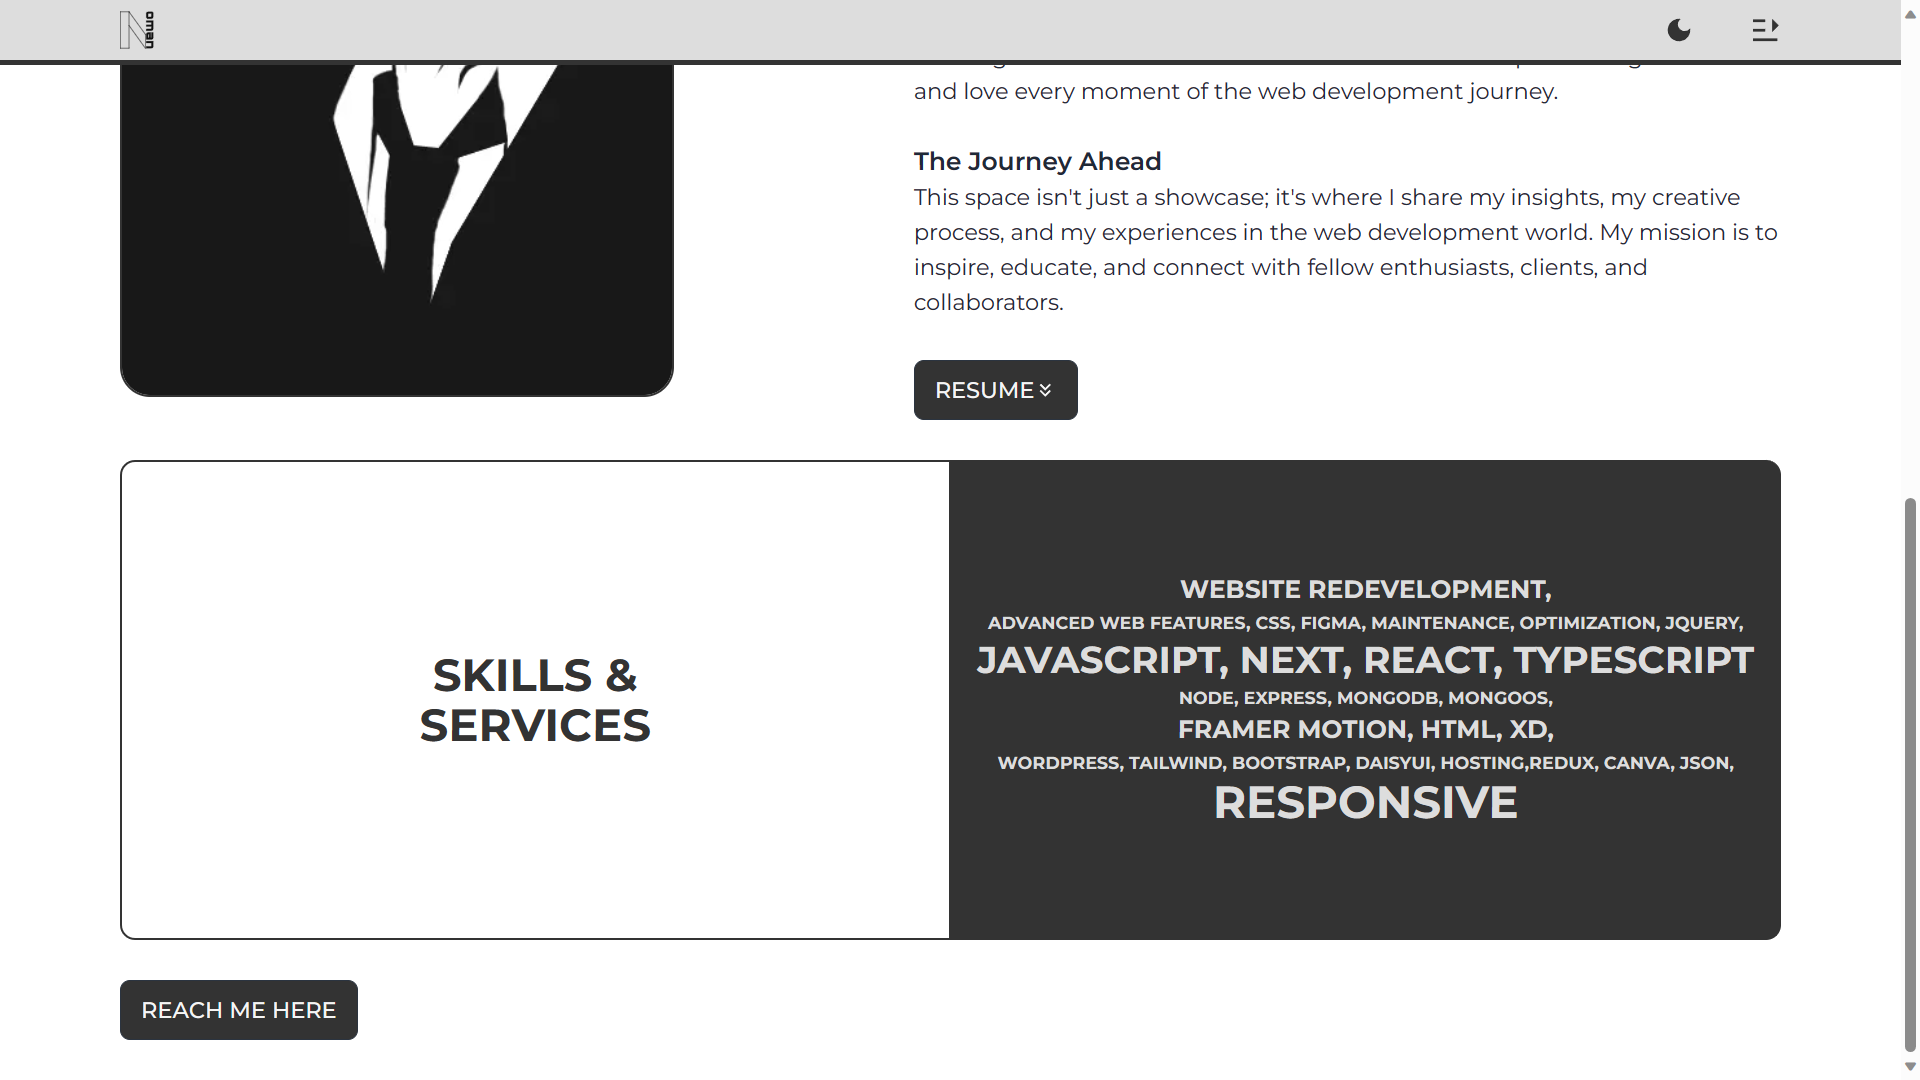 Noman
and love every moment of the web development journey.
The Journey Ahead
This space isn't just a showcase; it's where I share my insights, my creative
process, and my experiences in the web development world. My mission is to
inspire, educate, and connect with fellow enthusiasts, clients, and
collaborators.
RESUME
SKILLS &
SERVICES
WEBSITE REDEVELOPMENT,
ADVANCED WEB FEATURES, CSS, FIGMA, MAINTENANCE, OPTIMIZATION, JQUERY,
JAVASCRIPT, NEXT, REACT, TYPESCRIPT
NODE, EXPRESS, MONGODB, MONGOOS,
FRAMER MOTION, HTML, XD,
WORDPRESS, TAILWIND, BOOTSTRAP, DAISYUI, HOSTING,REDUX, CANVA, JSON,
RESPONSIVE
REACH ME HERE